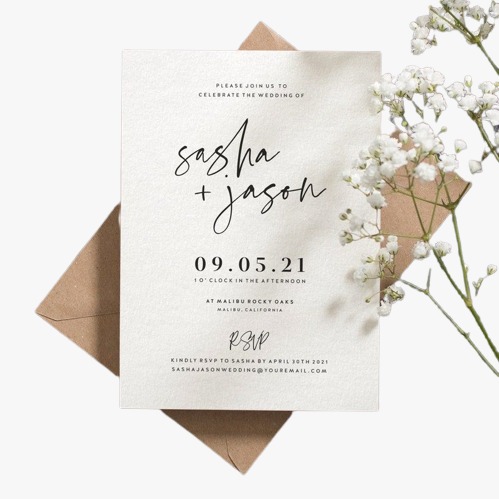 PLEASE JOIN US TO
CELEBRATE THE WEDDING OF
sasha
+ jason
09.05.21
10' CLOCK IN THE AFTERNOON
AT MALIBU ROCKY OAKS
MALIBU, CALIFORNIA
RSVP
KINDLY RSVP TO SASHA BY APRIL 30TH 2021
SASHAJASONWEDDING@YOUREMAIL.COM